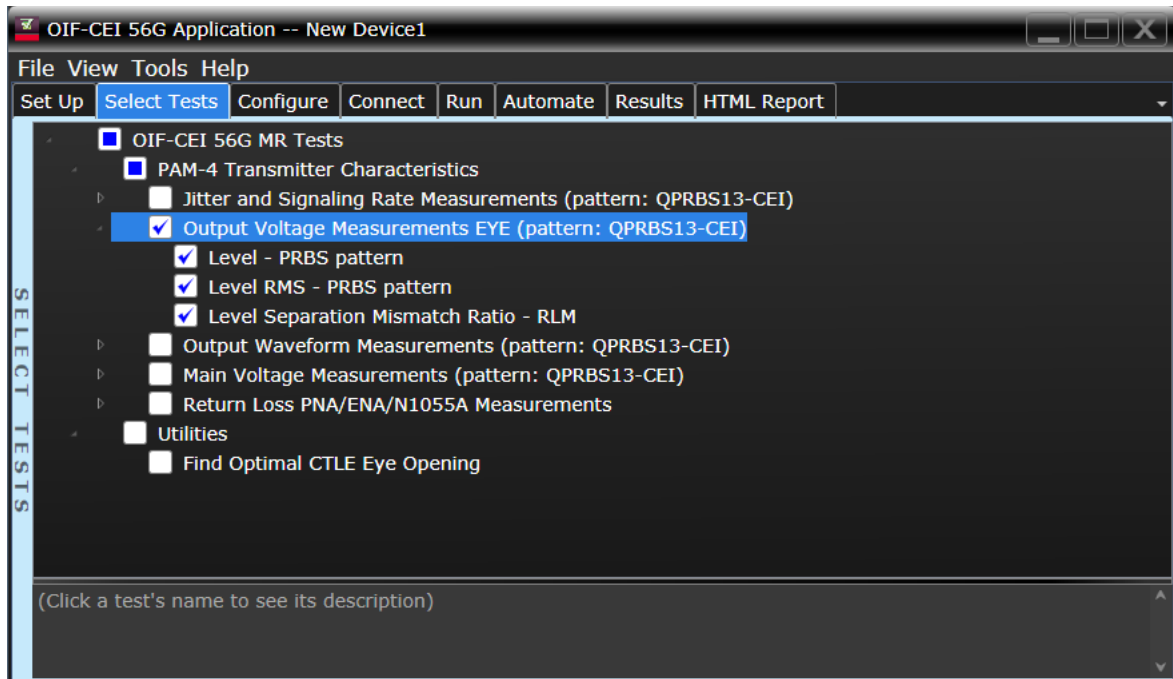 OIF-CEI 56G Application -- New Device1
File View Tools Help
Set Up Select Tests Configure Connect Run Automate Results HTML Report
SELECT TESTS
OIF-CEI 56G MR Tests
PAM-4 Transmitter Characteristics
Jitter and Signaling Rate Measurements (pattern: QPRBS13-CEI)
Output Voltage Measurements EYE (pattern: QPRBS13-CEI)
Level - PRBS pattern
Level RMS - PRBS pattern
Level Separation Mismatch Ratio - RLM
Output Waveform Measurements (pattern: QPRBS13-CEI)
Main Voltage Measurements (pattern: QPRBS13-CEI)
Return Loss PNA/ENA/N1055A Measurements
Utilities
Find Optimal CTLE Eye Opening
(Click a test's name to see its description)